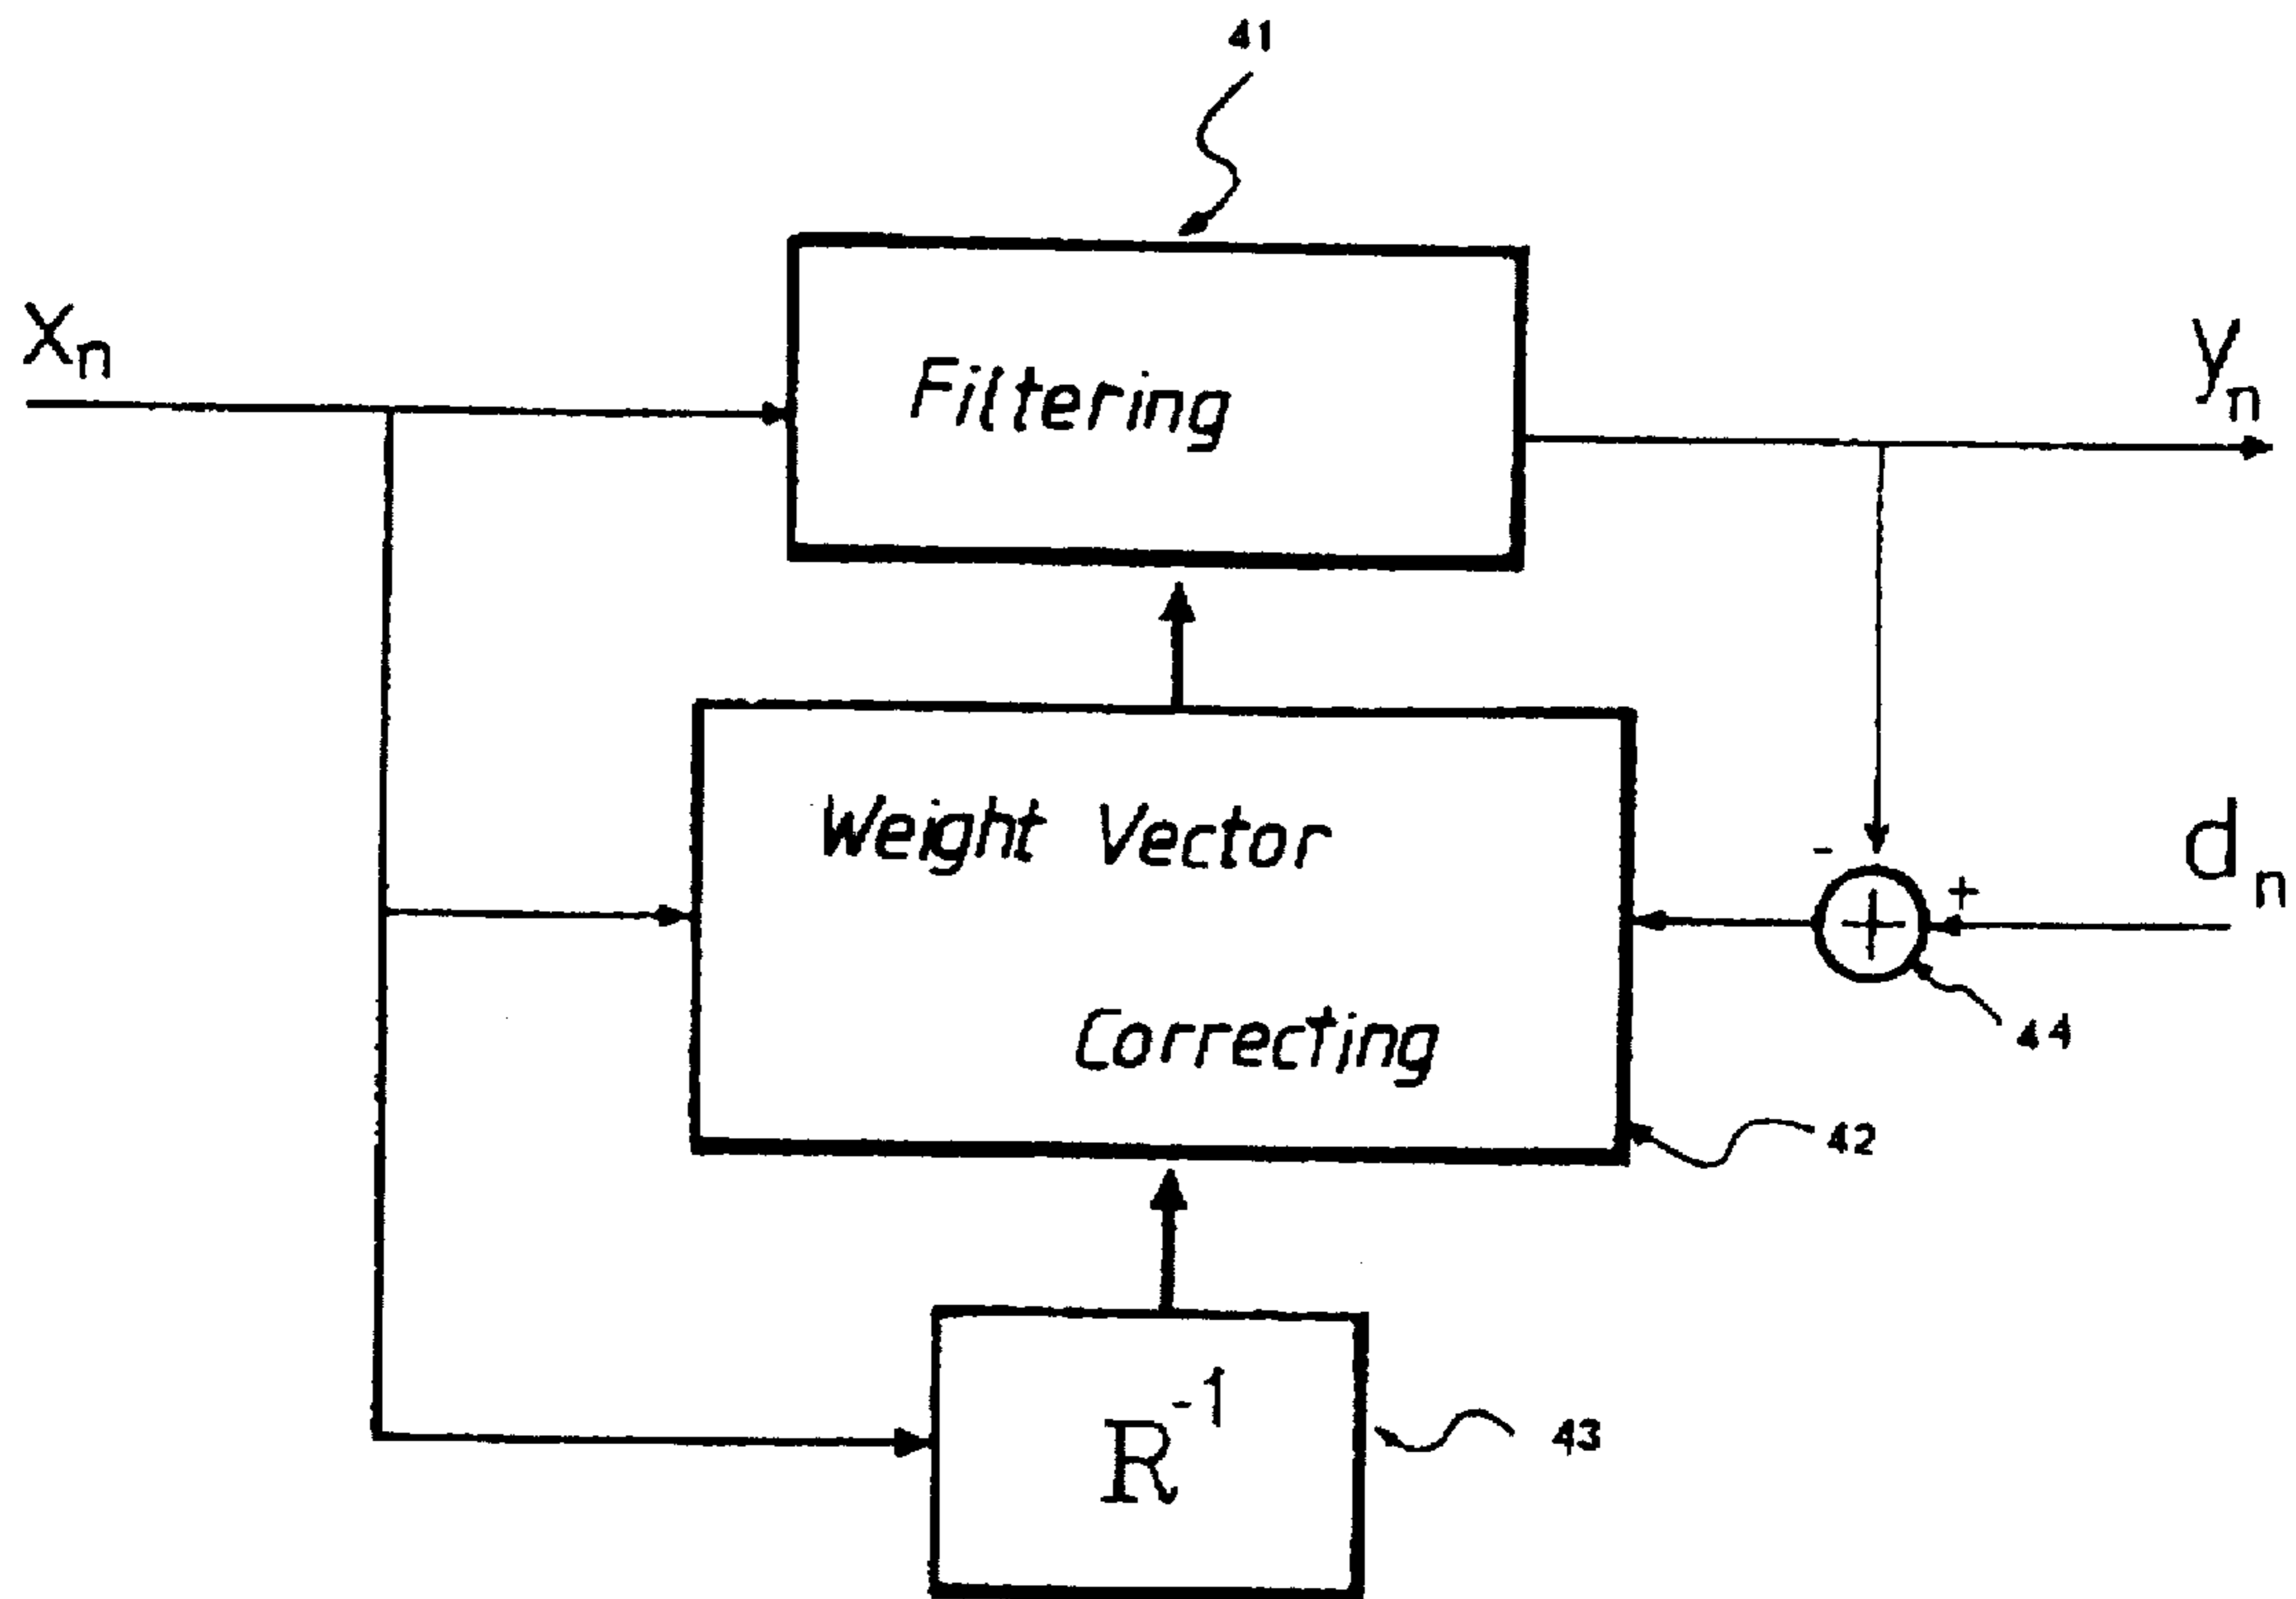 41
Xn
Filtering
yn
Weight Vector
Correcting
-
+
dn
44
42
R-1
43